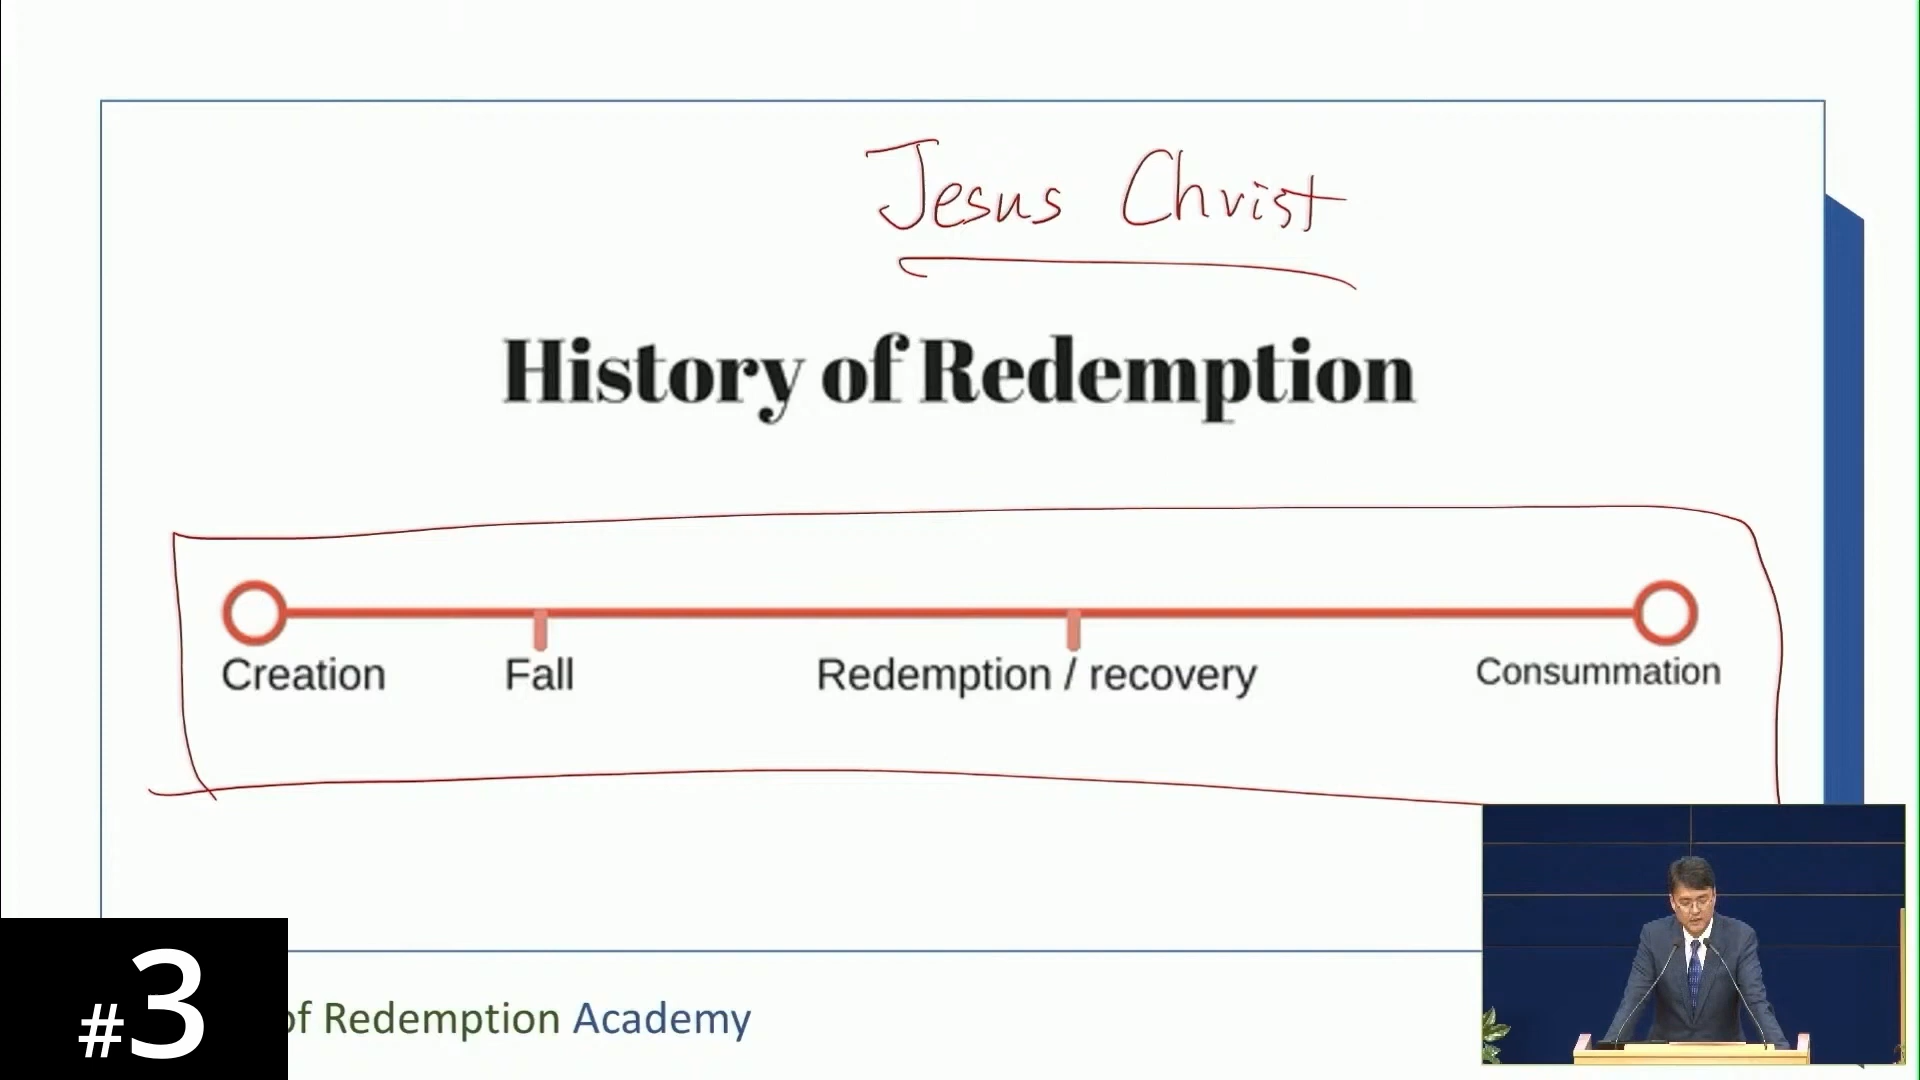 Jesus Christ
History of Redemption
Creation Fall Redemption / recovery Consummation
#3
of Redemption Academy